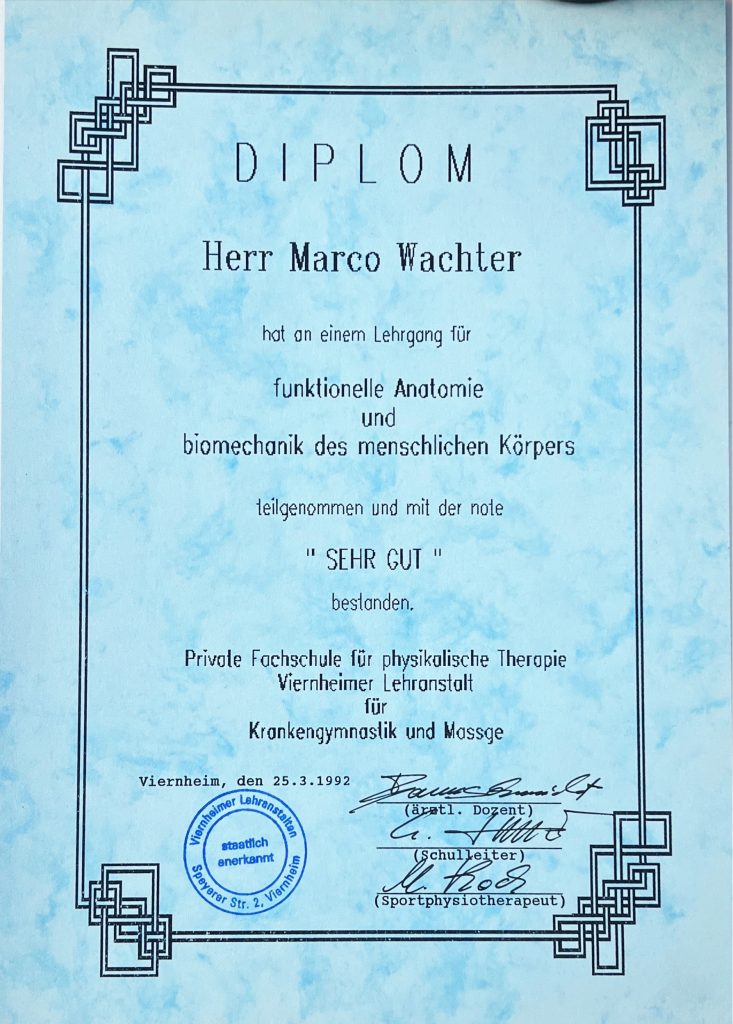 DIPLOM
Herr Marco Wachter
hat an einem Lehrgang für
funktionelle Anatomie
und
biomechanik des menschlichen Körpers
teilgenommen und mit der note
" SEHR GUT "
bestanden.
Private Fachschule für physikalische Therapie
Viernheimer Lehranstalt
für
Krankengymnastik und Massge
Viernheim, den 25.3.1992
(ärztl. Dozent)
(Schulleiter)
M. Koch
(Sportphysiotherapeut)
Viernheimer Lehranstalten
staatlich
anerkannt
Speyerer Str. 2, Viernheim